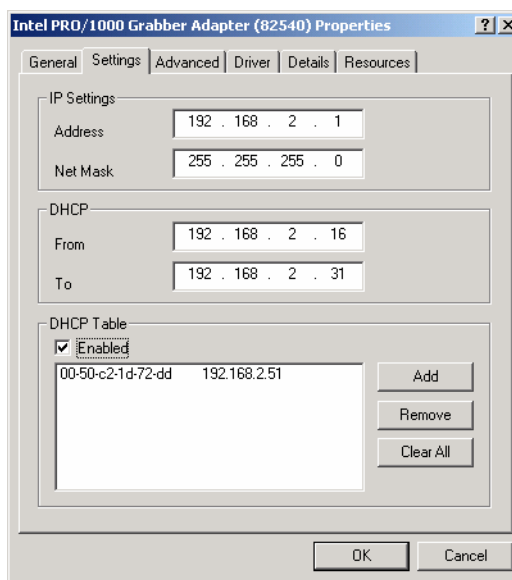 Intel PRO/1000 Grabber Adapter (82540) Properties
General Settings Advanced Driver Details Resources
IP Settings
Address 192 . 168 . 2 . 1
Net Mask 255 . 255 . 255 . 0
DHCP
From 192 . 168 . 2 . 16
To 192 . 168 . 2 . 31
DHCP Table
Enabled
00-50-c2-1d-72-dd 192.168.2.51
Add
Remove
Clear All
OK Cancel